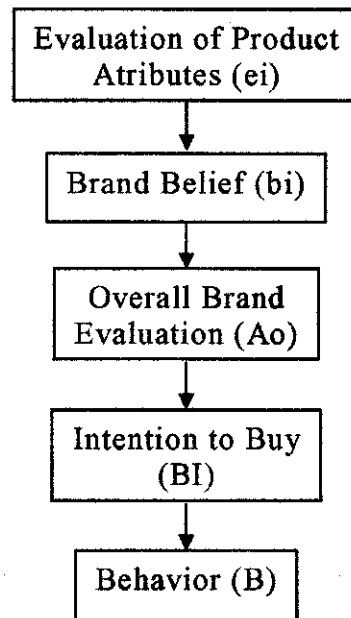 Evaluation of Product
Atributes (ei)
Brand Belief (bi)
Overall Brand
Evaluation (Ao)
Intention to Buy
(BI)
Behavior (B)